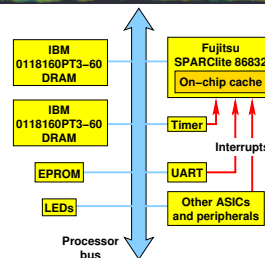 IBM
0118160PT3-60
DRAM
Fujitsu
SPARClite 86832
On-chip cache
IBM
0118160PT3-60
DRAM
Timer
Interrupts
EPROM
UART
LEDs
Other ASICs
and peripherals
Processor
bus